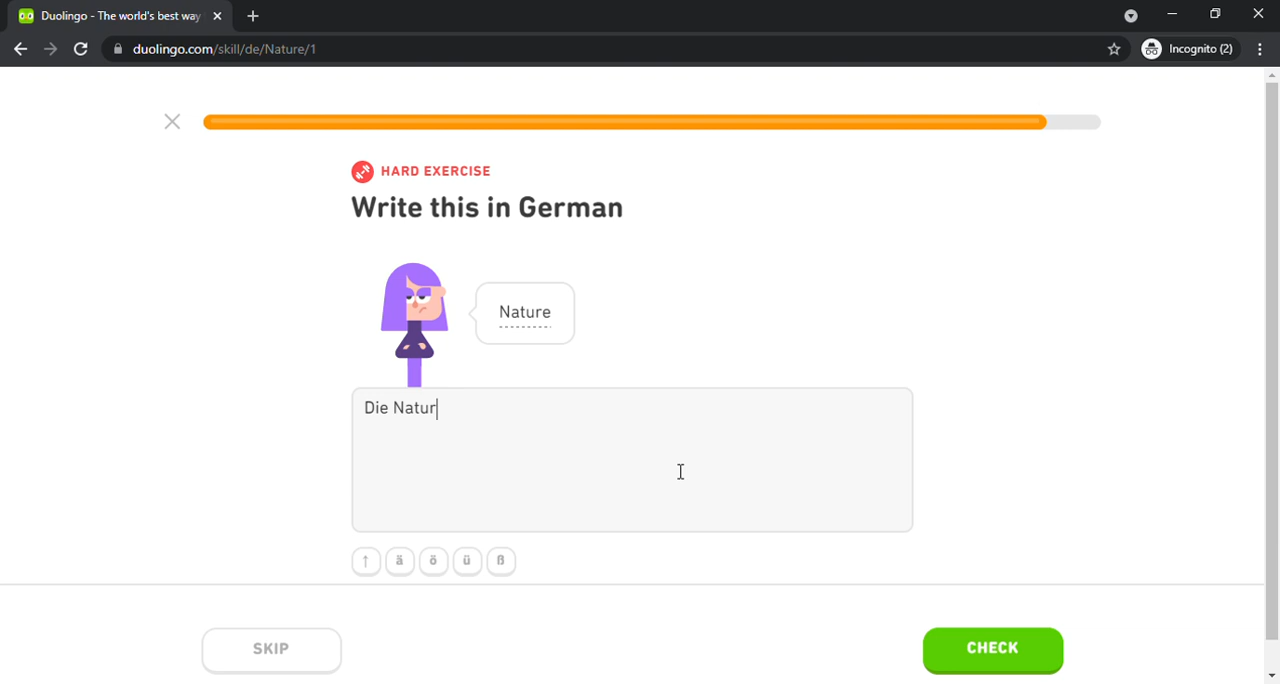 Duolingo - The world's best way
duolingo.com/skill/de/Nature/1
Incognito (2)
HARD EXERCISE
Write this in German
Nature
Die Natur
↑ ä ö ü ß
SKIP
CHECK